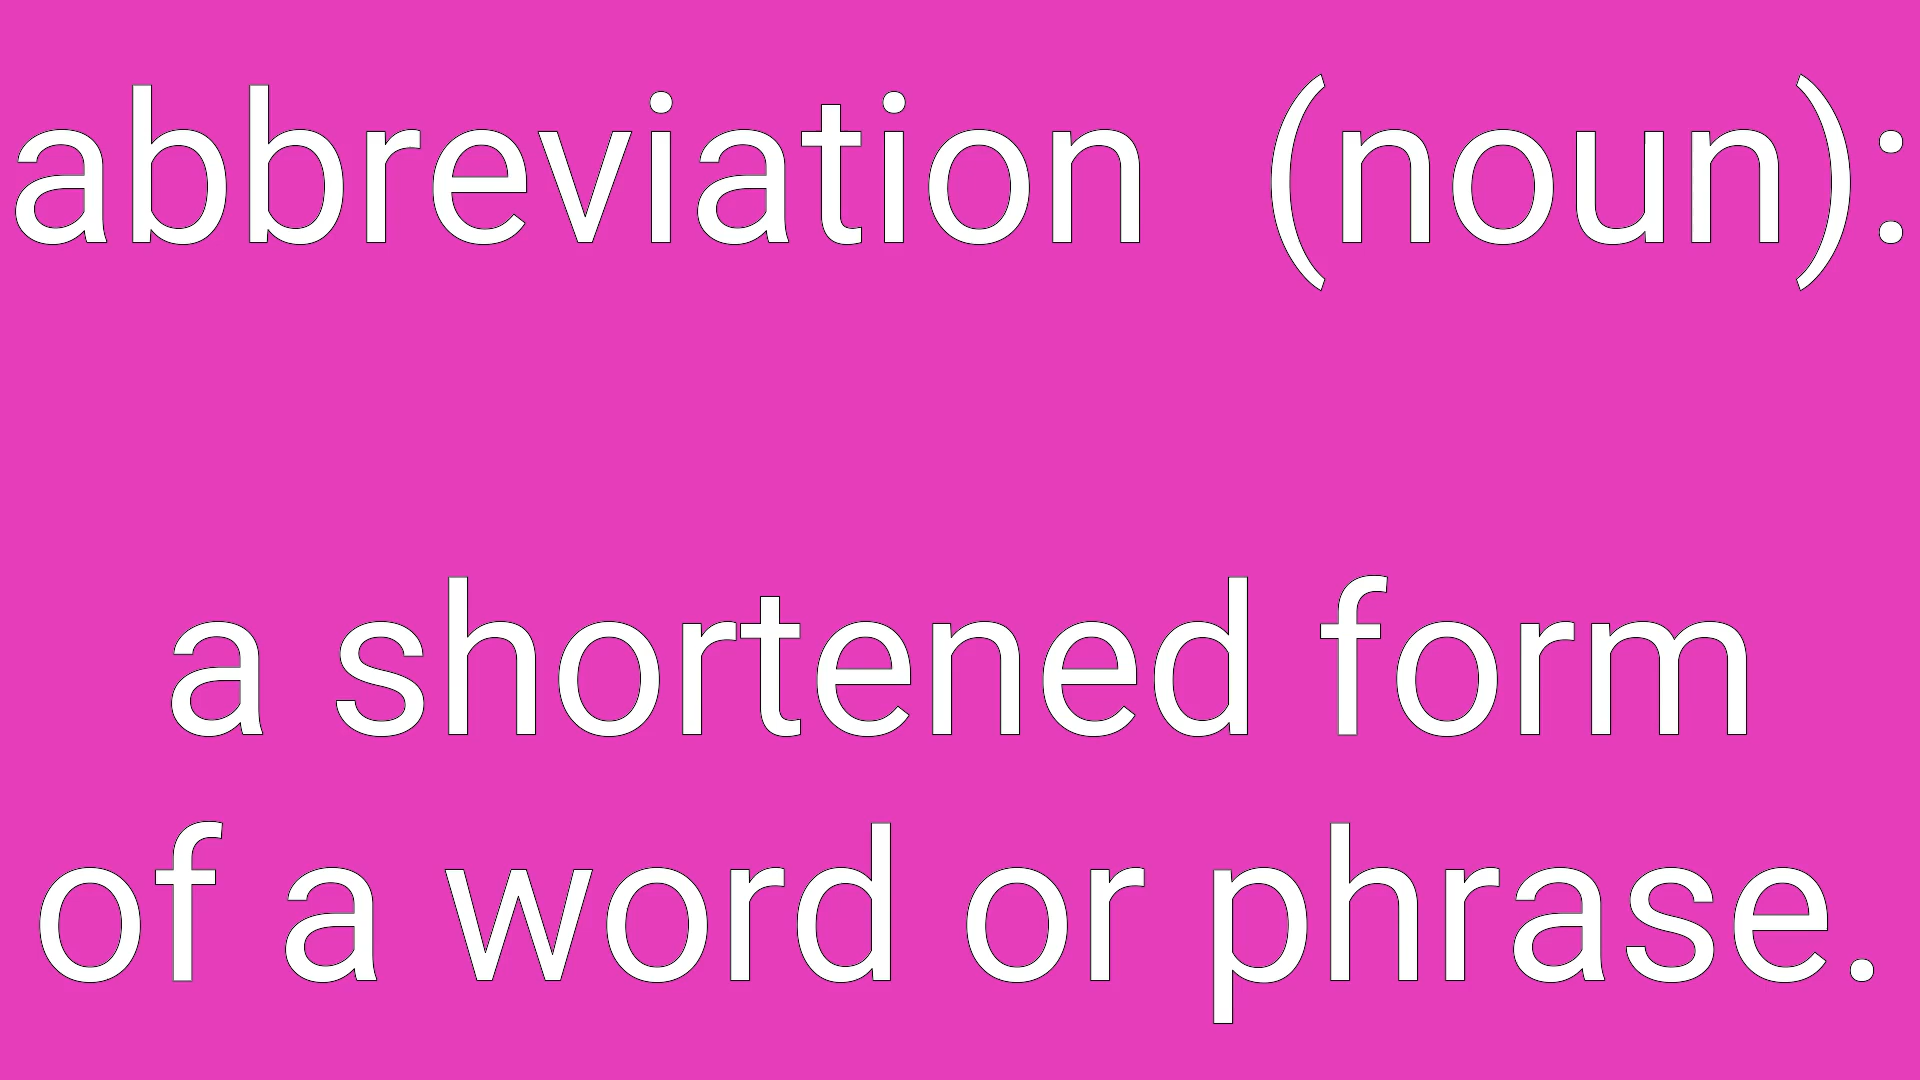 abbreviation  (noun):
a shortened form
of a word or phrase.